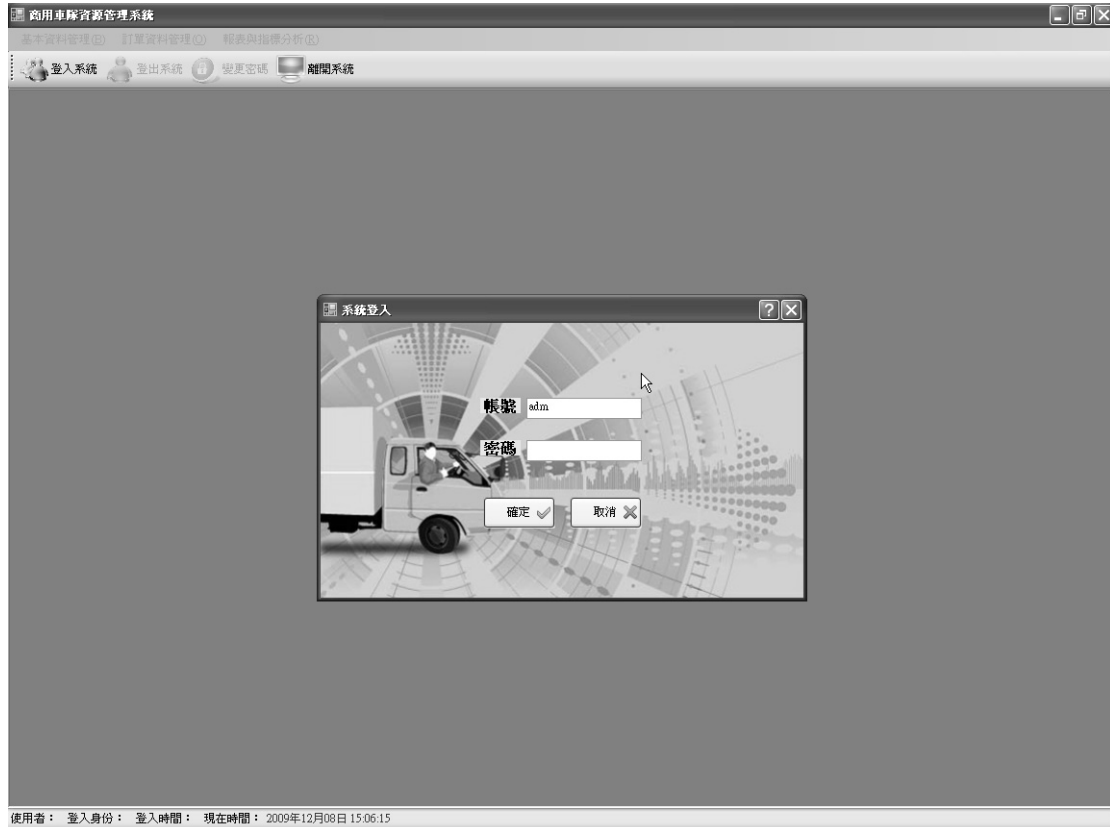 商用車隊資源管理系統
基本資料管理(B) 訂單資料管理(O) 報表與指標分析(R)
登入系統 登出系統 變更密碼 離開系統
系統登入
帳號 adm
密碼
確定 取消
使用者： 登入身份： 登入時間： 現在時間： 2009年12月08日 15:06:15